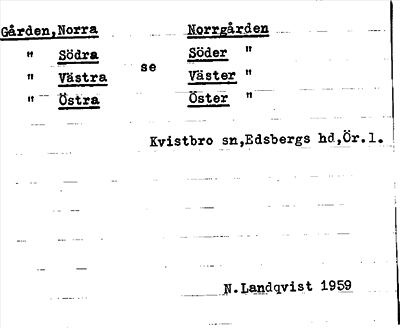 Gården,Norra Norrgården
" Södra Söder "
se
" Västra Väster "
" Östra Öster "
Kvistbro sn,Edsbergs hd,Ör.l.
N.Landqvist 1959